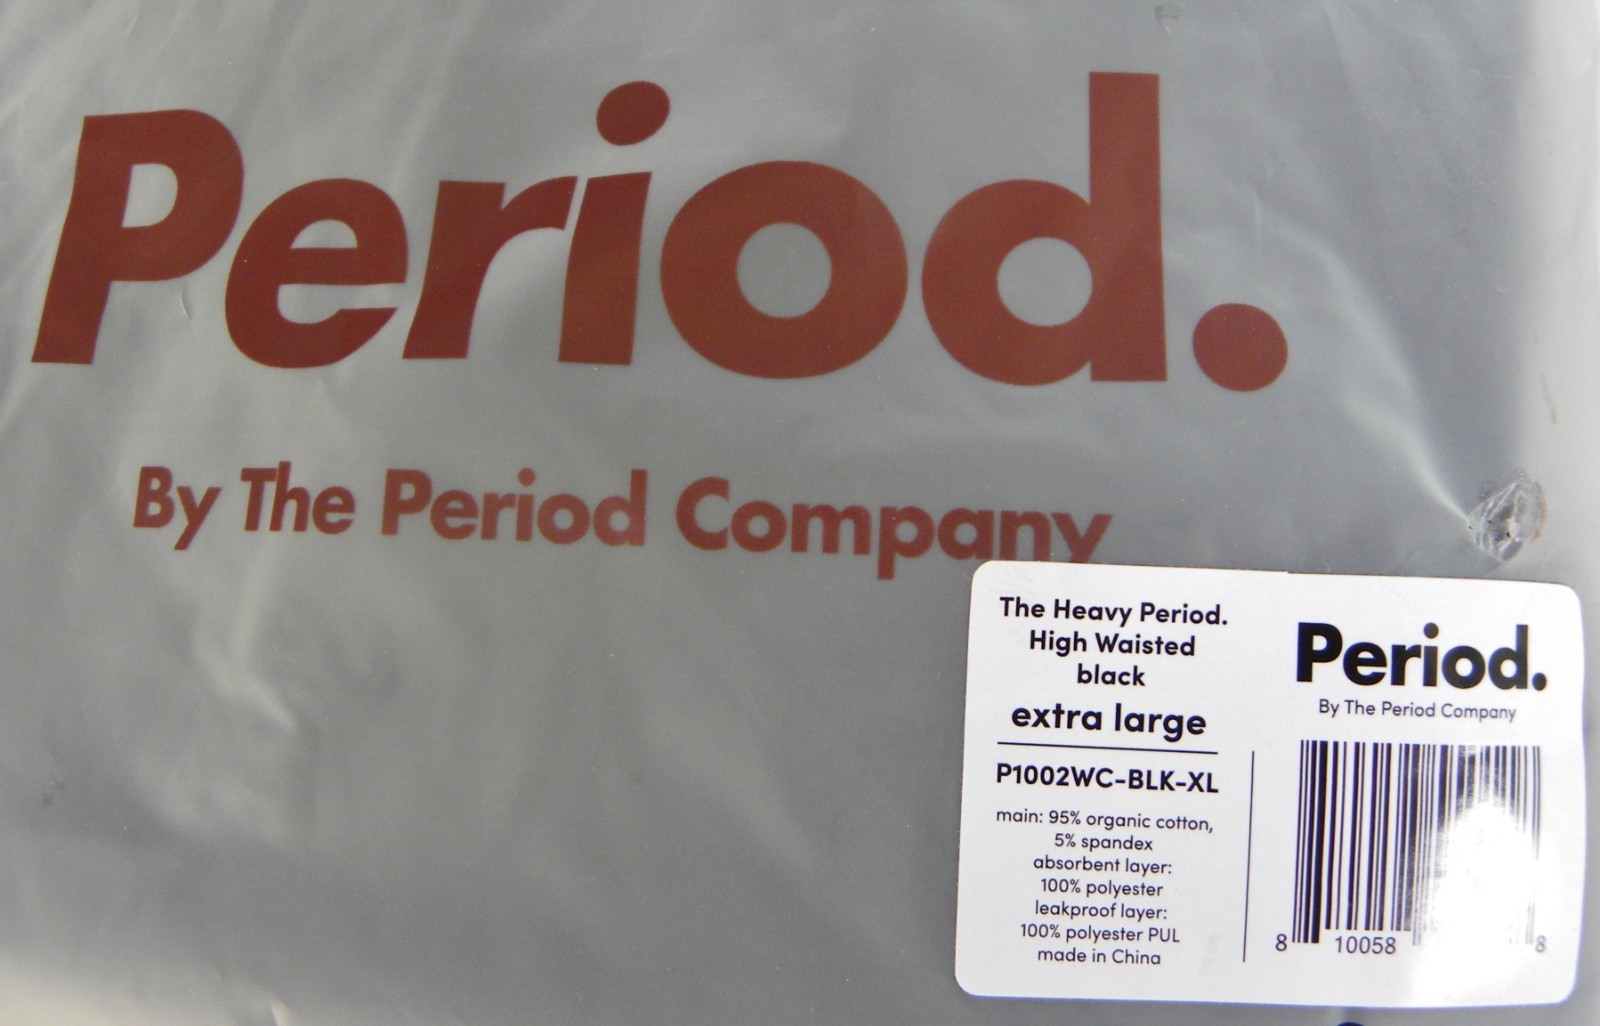 Period.
By The Period Company
The Heavy Period.
High Waisted
black
extra large
P1002WC-BLK-XL
main: 95% organic cotton,
5% spandex
absorbent layer:
100% polyester
leakproof layer:
100% polyester PUL
made in China
Period.
By The Period Company
8 10058 8